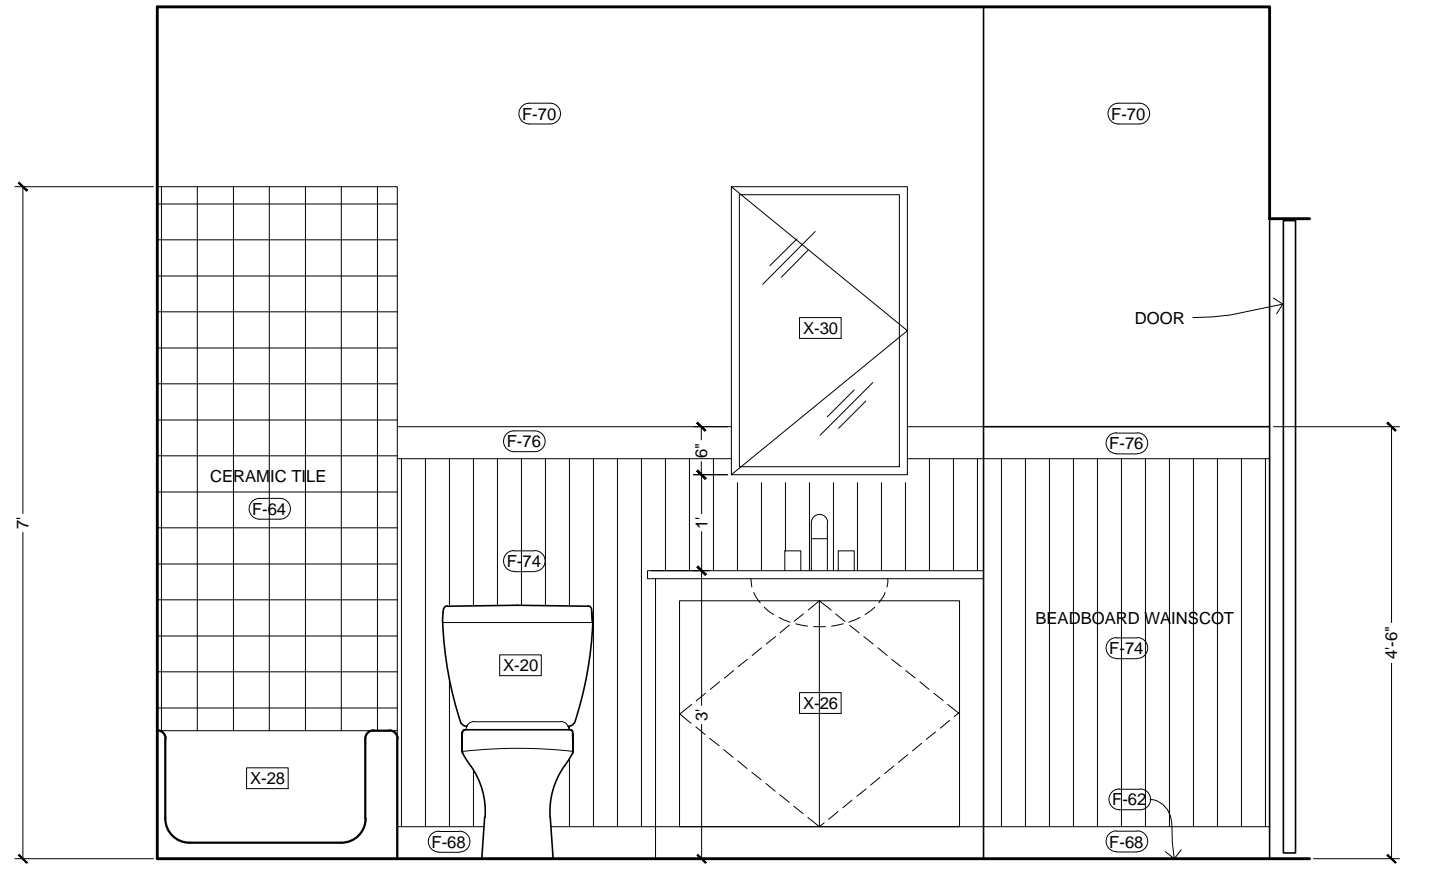 F-70
F-70
X-30
DOOR
F-76
F-76
6"
CERAMIC TILE
F-64
7'
1'
F-74
BEADBOARD WAINSCOT
F-74
4'-6"
X-20
X-26
3'
X-28
F-62
F-68
F-68